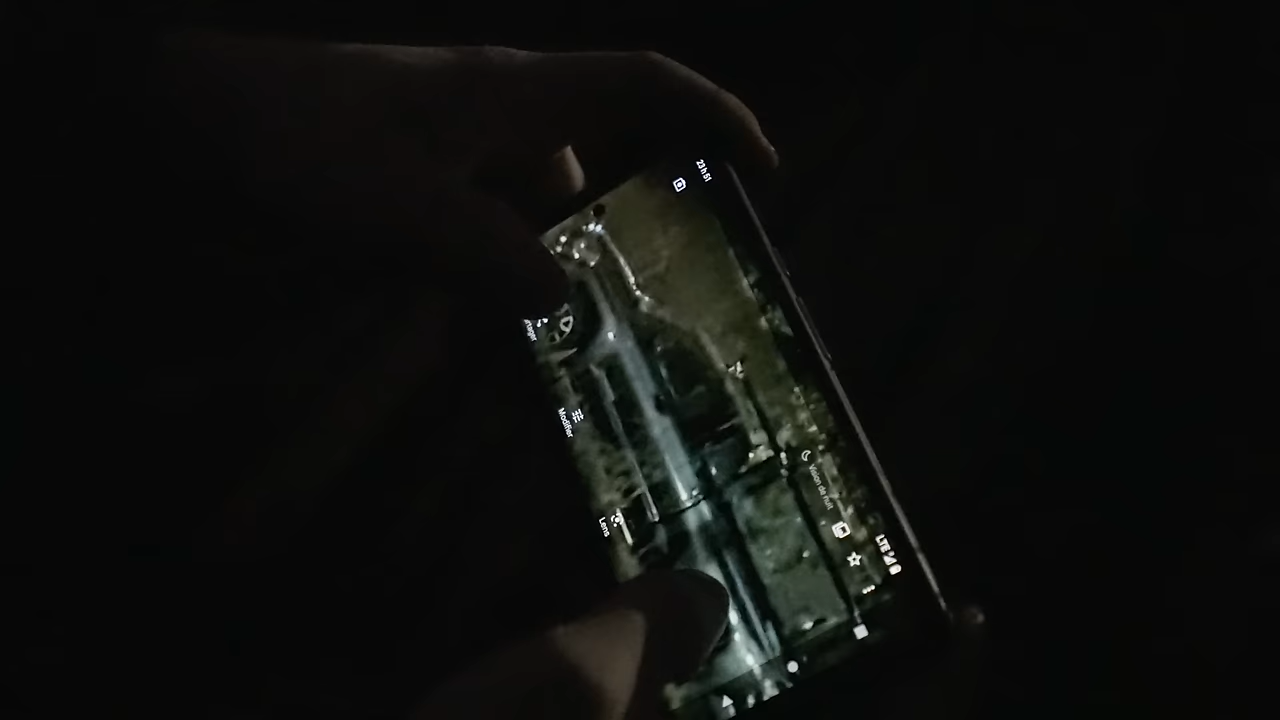 23 h 51
LTE
Vision de nuit
Modifier
Lens